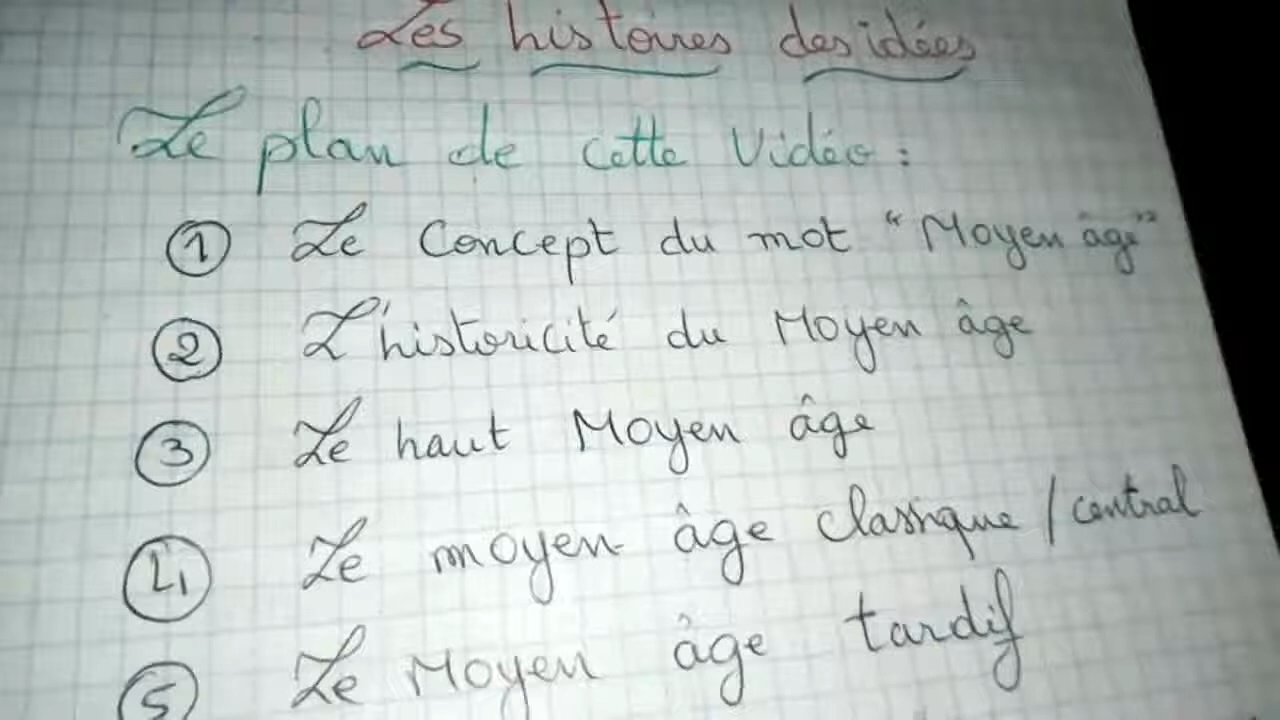 Les histoires des idées
Le plan de cette Vidéo :
1 Le Concept du mot "Moyen âge"
2 L'historicité du Moyen âge
3 Le haut Moyen âge
4 Le moyen âge classique / central
5 Le Moyen âge tardif